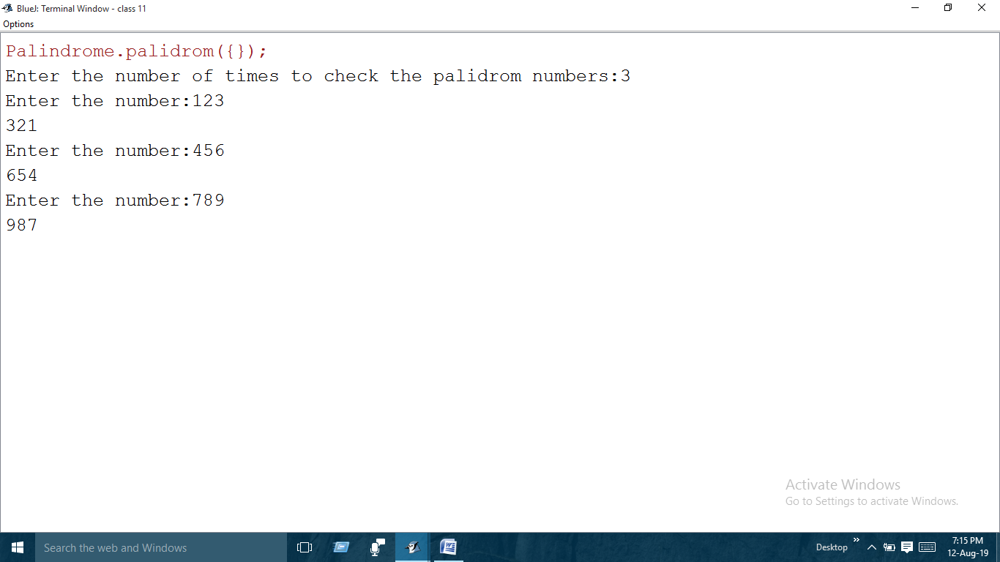 BlueJ: Terminal Window - class 11
Options
Palindrome.palidrom({});
Enter the number of times to check the palidrom numbers:3
Enter the number:123
321
Enter the number:456
654
Enter the number:789
987
Activate Windows
Go to Settings to activate Windows.
Search the web and Windows
Desktop
7:15 PM
12-Aug-19